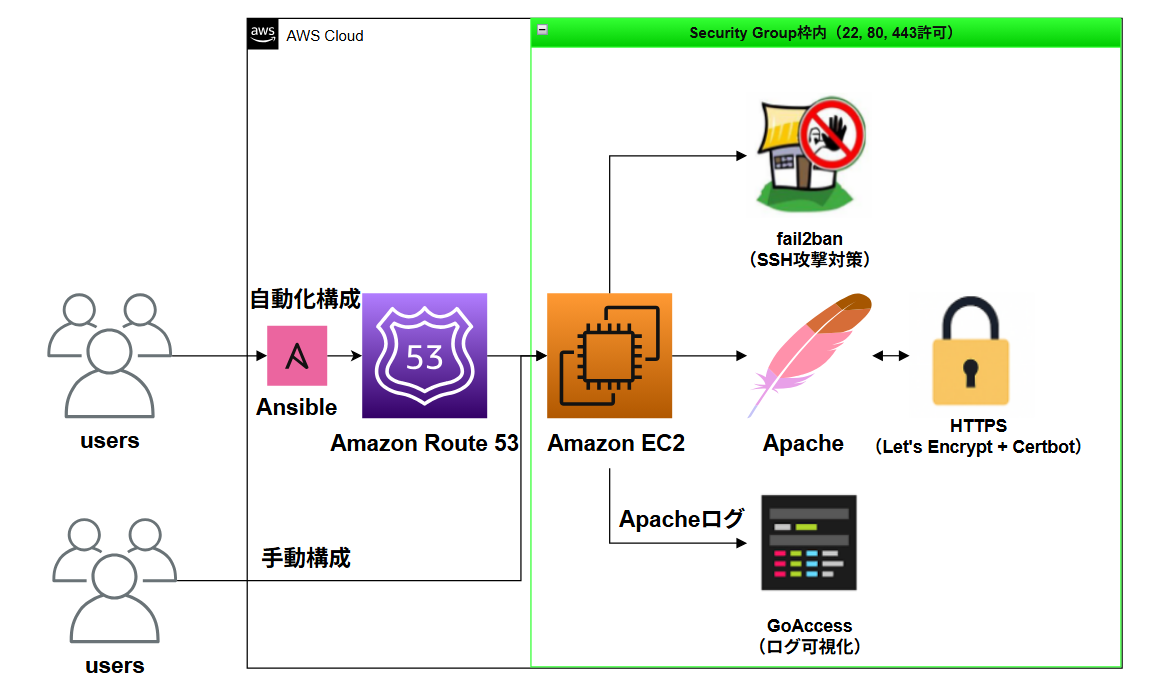 aws
AWS Cloud
Security Group枠内（22, 80, 443許可）
fail2ban
（SSH攻撃対策）
自動化構成
53
Ansible
users
Amazon Route 53
Amazon EC2
Apache
HTTPS
（Let's Encrypt + Certbot）
Apacheログ
手動構成
GoAccess
（ログ可視化）
users